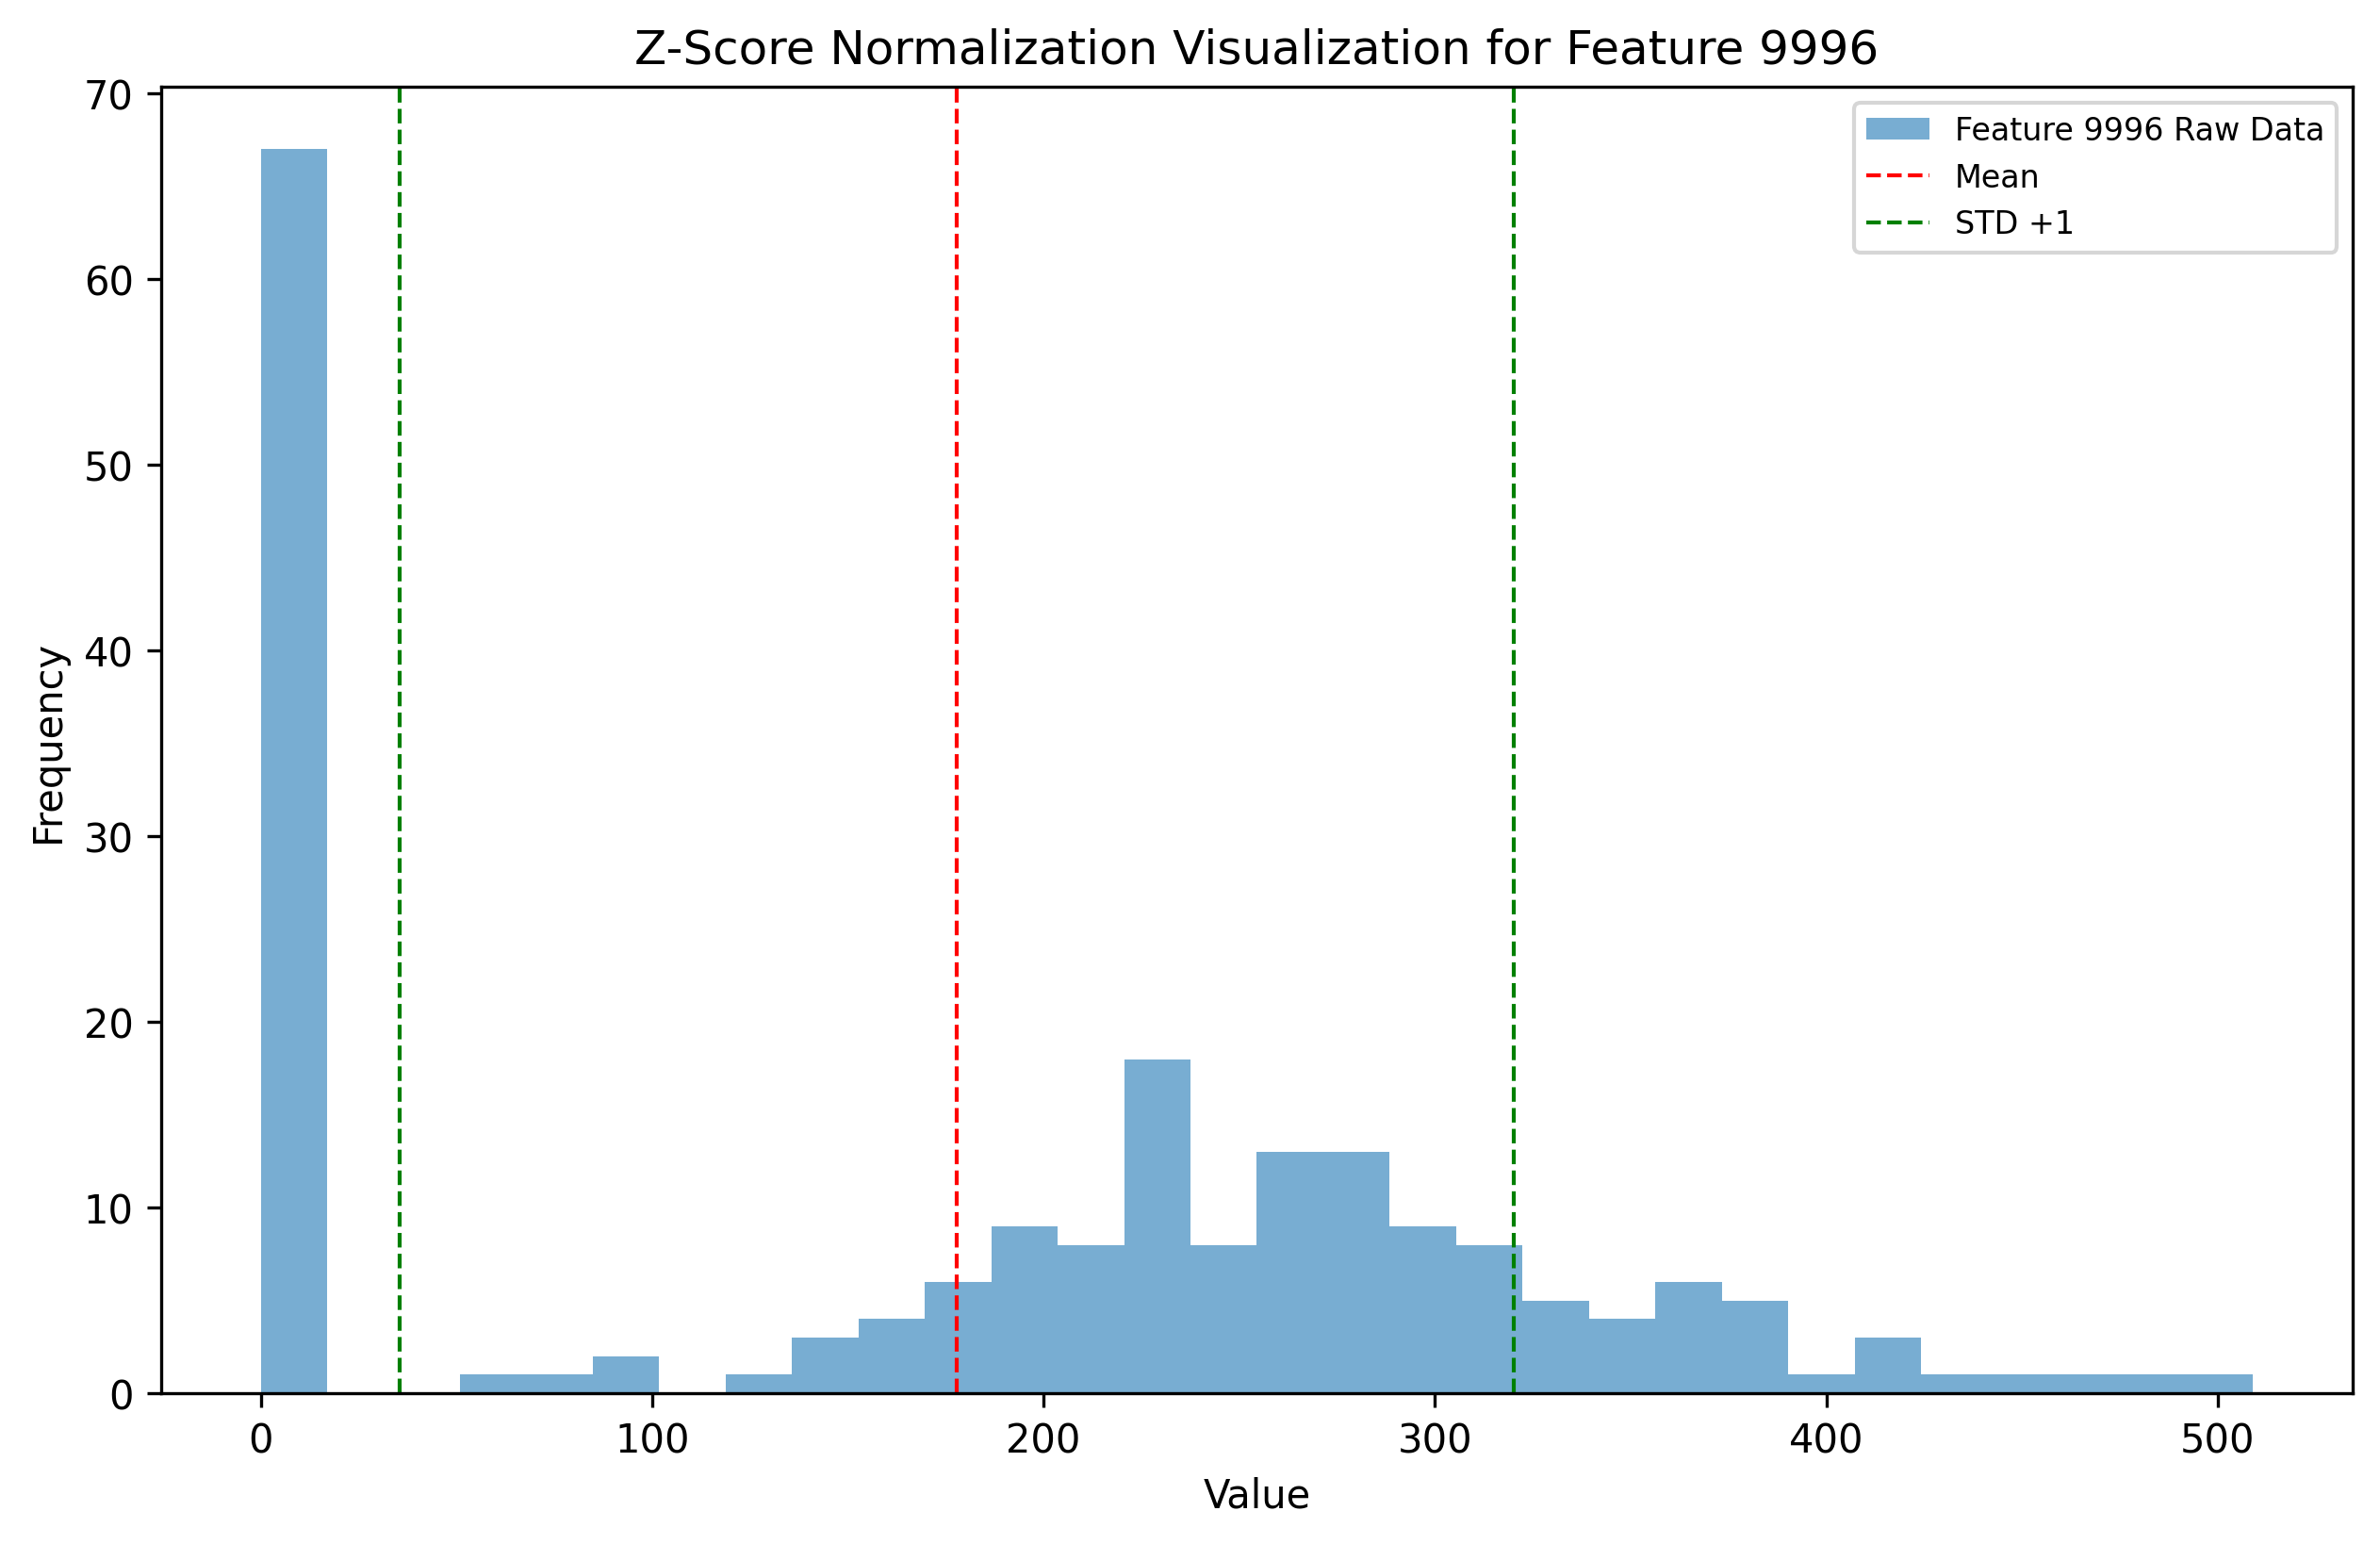 Z-Score Normalization Visualization for Feature 9996
70
60
50
40
30
20
10
0
Frequency
Feature 9996 Raw Data
Mean
STD +1
0 100 200 300 400 500
Value